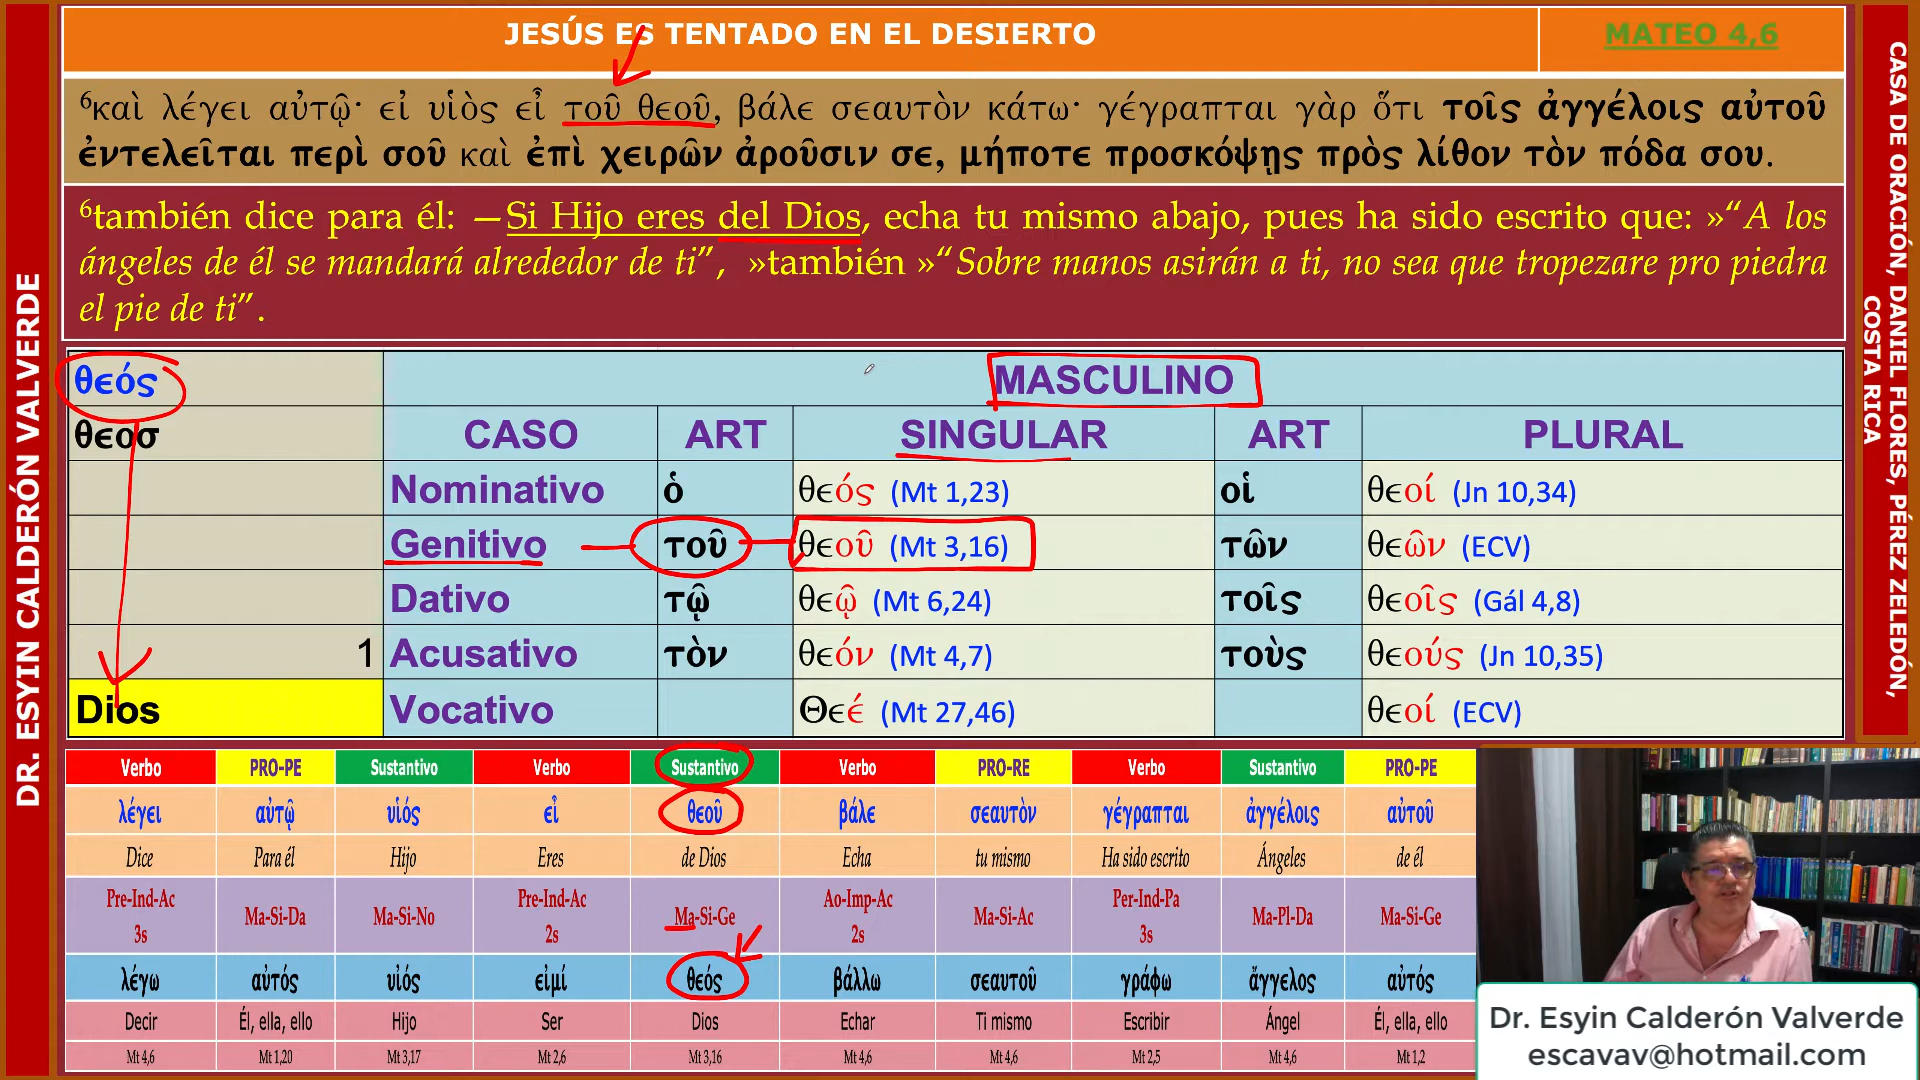 JESÚS ES TENTADO EN EL DESIERTO
MATEO 4,6
⁶καὶ λέγει αὐτῷ· εἰ υἱὸς εἶ τοῦ θεοῦ, βάλε σεαυτὸν κάτω· γέγραπται γὰρ ὅτι τοῖς ἀγγέλοις αὐτοῦ
ἐντελεῖται περὶ σοῦ καὶ ἐπὶ χειρῶν ἀροῦσιν σε, μήποτε προσκόψῃς πρὸς λίθον τὸν πόδα σου.
⁶también dice para él: —Si Hijo eres del Dios, echa tu mismo abajo, pues ha sido escrito que: »“A los
ángeles de él se mandará alrededor de ti”, »también »“Sobre manos asirán a ti, no sea que tropezare pro piedra
el pie de ti”.
θεός MASCULINO
θεοσ CASO ART SINGULAR ART PLURAL
Nominativo ὁ θεός (Mt 1,23) οἱ θεοί (Jn 10,34)
Genitivo τοῦ θεοῦ (Mt 3,16) τῶν θεῶν (ECV)
Dativo τῷ θεῷ (Mt 6,24) τοῖς θεοῖς (Gál 4,8)
1 Acusativo τὸν θεόν (Mt 4,7) τοὺς θεούς (Jn 10,35)
Dios Vocativo Θεέ (Mt 27,46) θεοί (ECV)
Verbo PRO-PE Sustantivo Verbo Sustantivo Verbo PRO-RE Verbo Sustantivo PRO-PE
λέγει αὐτῷ υἱός εἶ θεοῦ βάλε σεαυτὸν γέγραπται ἀγγέλοις αὐτοῦ
Dice Para él Hijo Eres de Dios Echa tu mismo Ha sido escrito Ángeles de él
Pre-Ind-Ac 3s Ma-Si-Da Ma-Si-No Pre-Ind-Ac 2s Ma-Si-Ge Ao-Imp-Ac 2s Ma-Si-Ac Per-Ind-Pa 3s Ma-Pl-Da Ma-Si-Ge
λέγω αὐτός υἱός εἰμί θεός βάλλω σεαυτοῦ γράφω ἄγγελος αὐτός
Decir Él, ella, ello Hijo Ser Dios Echar Ti mismo Escribir Ángel Él, ella, ello
Mt 4,6 Mt 1,20 Mt 3,17 Mt 2,6 Mt 3,16 Mt 4,6 Mt 4,6 Mt 2,5 Mt 4,6 Mt 1,2
DR. ESYIN CALDERÓN VALVERDE
CASA DE ORACIÓN, DANIEL FLORES, PÉREZ ZELEDÓN,
COSTA RICA
Dr. Esyin Calderón Valverde
escavav@hotmail.com